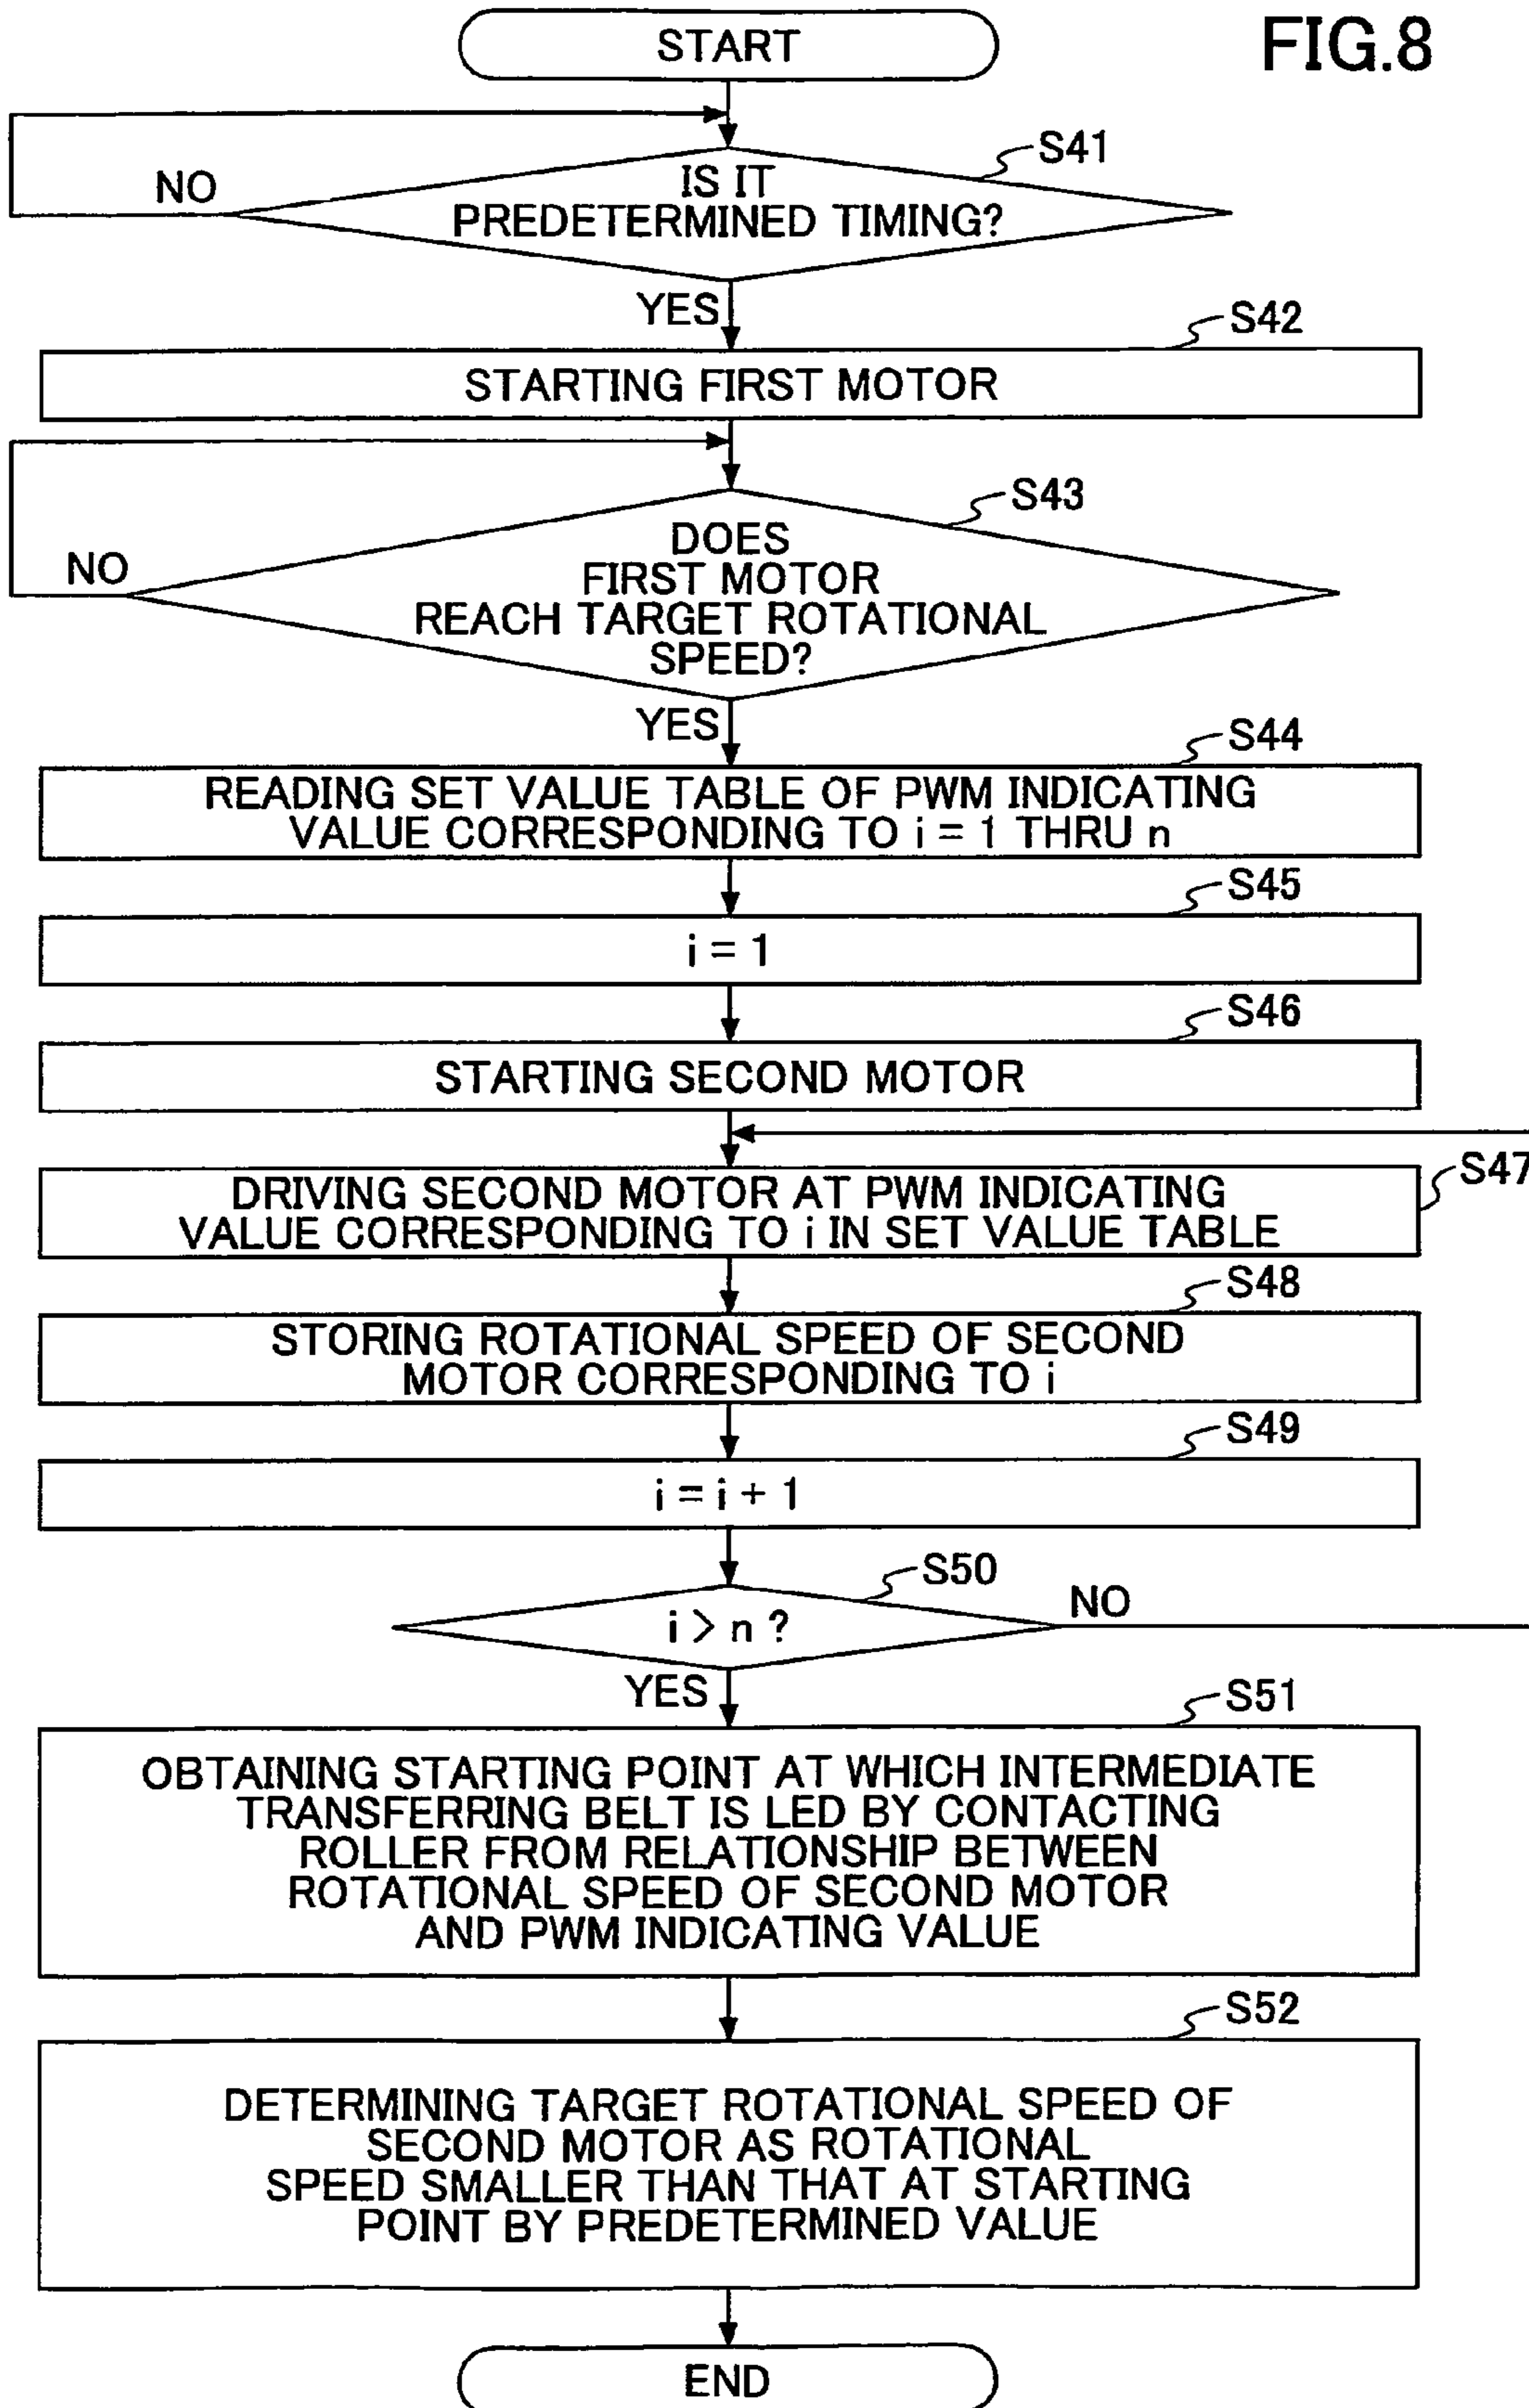 FIG.8
START
S41
NO
IS IT
PREDETERMINED TIMING?
YES
S42
STARTING FIRST MOTOR
S43
NO
DOES
FIRST MOTOR
REACH TARGET ROTATIONAL
SPEED?
YES
S44
READING SET VALUE TABLE OF PWM INDICATING
VALUE CORRESPONDING TO i = 1 THRU n
S45
i = 1
S46
STARTING SECOND MOTOR
S47
DRIVING SECOND MOTOR AT PWM INDICATING
VALUE CORRESPONDING TO i IN SET VALUE TABLE
S48
STORING ROTATIONAL SPEED OF SECOND
MOTOR CORRESPONDING TO i
S49
i = i + 1
S50
NO
i > n ?
YES
S51
OBTAINING STARTING POINT AT WHICH INTERMEDIATE
TRANSFERRING BELT IS LED BY CONTACTING
ROLLER FROM RELATIONSHIP BETWEEN
ROTATIONAL SPEED OF SECOND MOTOR
AND PWM INDICATING VALUE
S52
DETERMINING TARGET ROTATIONAL SPEED OF
SECOND MOTOR AS ROTATIONAL
SPEED SMALLER THAN THAT AT STARTING
POINT BY PREDETERMINED VALUE
END